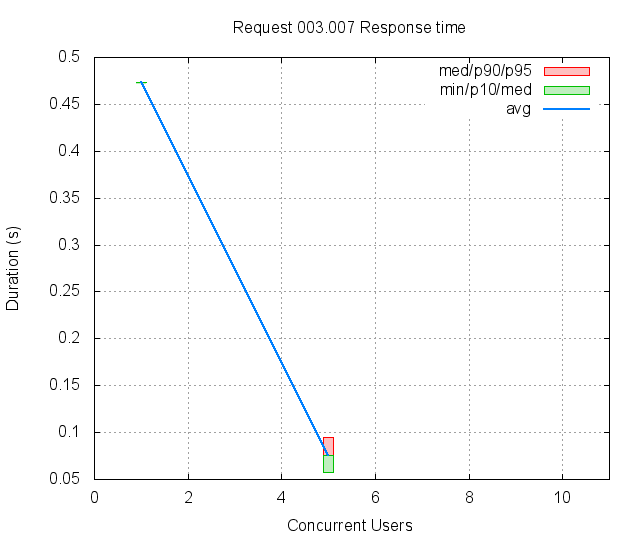 Request 003.007 Response time
0.5
0.45
0.4
0.35
0.3
0.25
0.2
0.15
0.1
0.05
0 2 4 6 8 10
Duration (s)
Concurrent Users
med/p90/p95
min/p10/med
avg